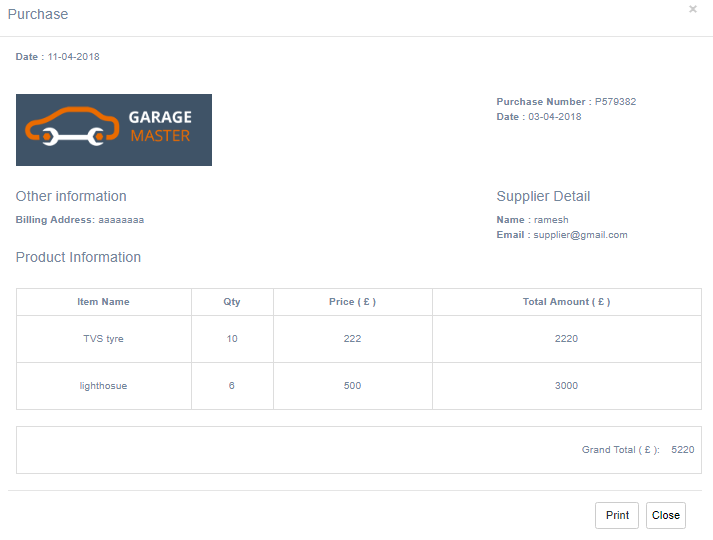 Purchase
×
Date : 11-04-2018
GARAGE
MASTER
Purchase Number : P579382
Date : 03-04-2018
Other information
Billing Address: aaaaaaaa
Supplier Detail
Name : ramesh
Email : supplier@gmail.com
Product Information
Item Name Qty Price ( £ ) Total Amount ( £ )
TVS tyre 10 222 2220
lighthosue 6 500 3000
Grand Total ( £ ): 5220
Print Close